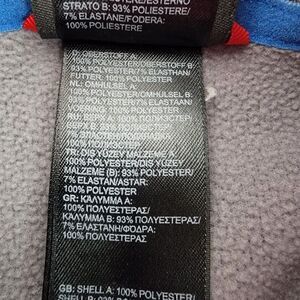 STRATO B: 93% POLIESTERE/
7% ELASTANE/FODERA:
100% POLIESTERE
100% POLYESTER/OBERSTOFF B:
93% POLYESTER/7% ELASTHAN/
FUTTER: 100% POLYESTER
NL: OMHULSEL A:
100% POLYESTER/OMHULSEL B:
93% POLYESTER/7% ELASTAAN/
VOERING: 100% POLYESTER
TR: DIŞ YÜZEY MALZEME A:
100% POLYESTER/DIŞ YÜZEY
MALZEME (B): 93% POLYESTER/
7% ELASTAN/ASTAR:
100% POLYESTER
GR: ΚΑΛΥΜΜΑ A:
100% ΠΟΛΥΕΣΤΕΡΑΣ/
ΚΑΛΥΜΜΑ B: 93% ΠΟΛΥΕΣΤΕΡΑΣ/
7% ΕΛΑΣΤΑΝΗ/ΦΟΔΡΑ:
100% ΠΟΛΥΕΣΤΕΡΑΣ
GB: SHELL A: 100% POLYESTER/